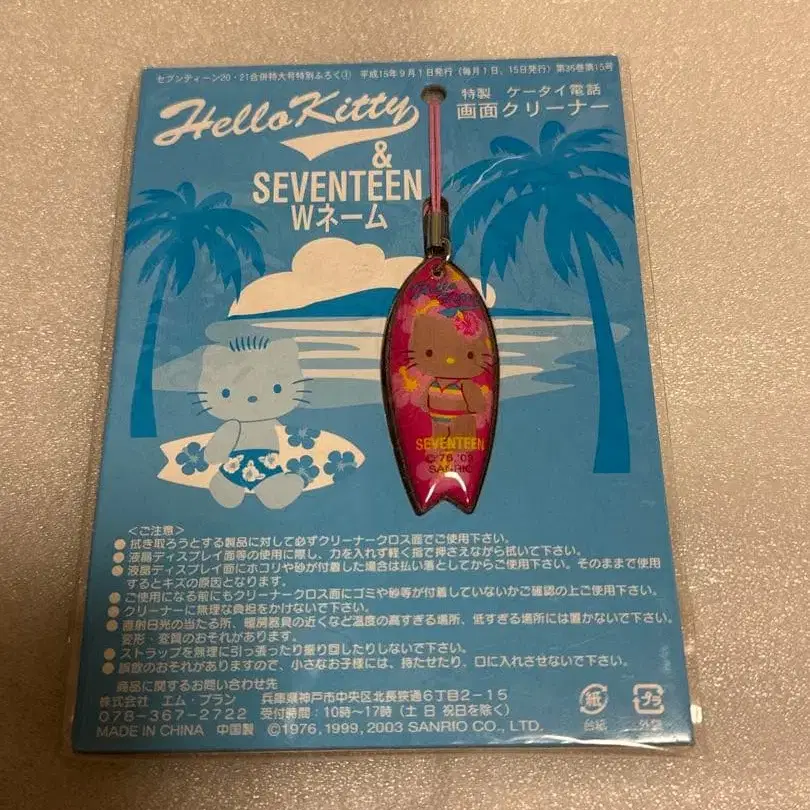 セブンティーン20・21合併特大号特別ふろく① 平成15年9月1日発行(毎月1日、15日発行)第36巻第15号
Hello Kitty
&
SEVENTEEN
Wネーム
特製 ケータイ電話
画面クリーナー
SEVENTEEN
©'76,'03
SANRIO
<ご注意>
●拭き取ろうとする製品に対して必ずクリーナークロス面でご使用下さい。
●液晶ディスプレイ面等の使用に際し、力を入れず軽く指で押さえながら拭いて下さい。
●液晶ディスプレイ面にホコリや砂が付着した場合は払い落としてからご使用下さい。そのままで使用
するとキズの原因となります。
●ご使用になる前にもクリーナークロス面にゴミや砂等が付着していないかご確認の上ご使用下さい。
●クリーナーに無理な負担をかけないで下さい。
●直射日光の当たる所、暖房器具の近くなど温度の高すぎる場所、低すぎる場所には置かないで下さい。
変形・変質のおそれがあります。
●ストラップを無理に引っ張ったり振り回したりしないで下さい。
●誤飲のおそれがありますので、小さなお子様には、持たせたり、口に入れさせないで下さい。
商品に関するお問い合わせ先
株式会社 エム・プラン 兵庫県神戸市中央区北長狭通6丁目2-15
078-367-2722 受付時間:10時~17時(土 日 祝日を除く)
MADE IN CHINA 中国製 ©1976,1999,2003 SANRIO CO., LTD.
紙
台紙
プラ
外袋